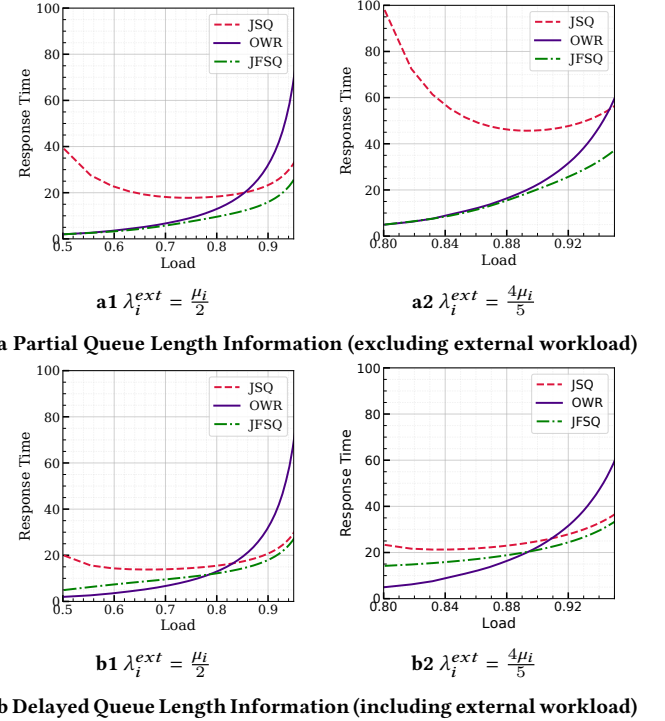 100
80
60
40
20
0
Response Time
JSQ
OWR
JFSQ
0.5 0.6 0.7 0.8 0.9
Load
a1 λ_i^{ext} = μ_i/2
100
80
60
40
20
0
Response Time
JSQ
OWR
JFSQ
0.80 0.84 0.88 0.92
Load
a2 λ_i^{ext} = 4μ_i/5
a Partial Queue Length Information (excluding external workload)
100
80
60
40
20
0
Response Time
JSQ
OWR
JFSQ
0.5 0.6 0.7 0.8 0.9
Load
b1 λ_i^{ext} = μ_i/2
100
80
60
40
20
0
Response Time
JSQ
OWR
JFSQ
0.80 0.84 0.88 0.92
Load
b2 λ_i^{ext} = 4μ_i/5
b Delayed Queue Length Information (including external workload)